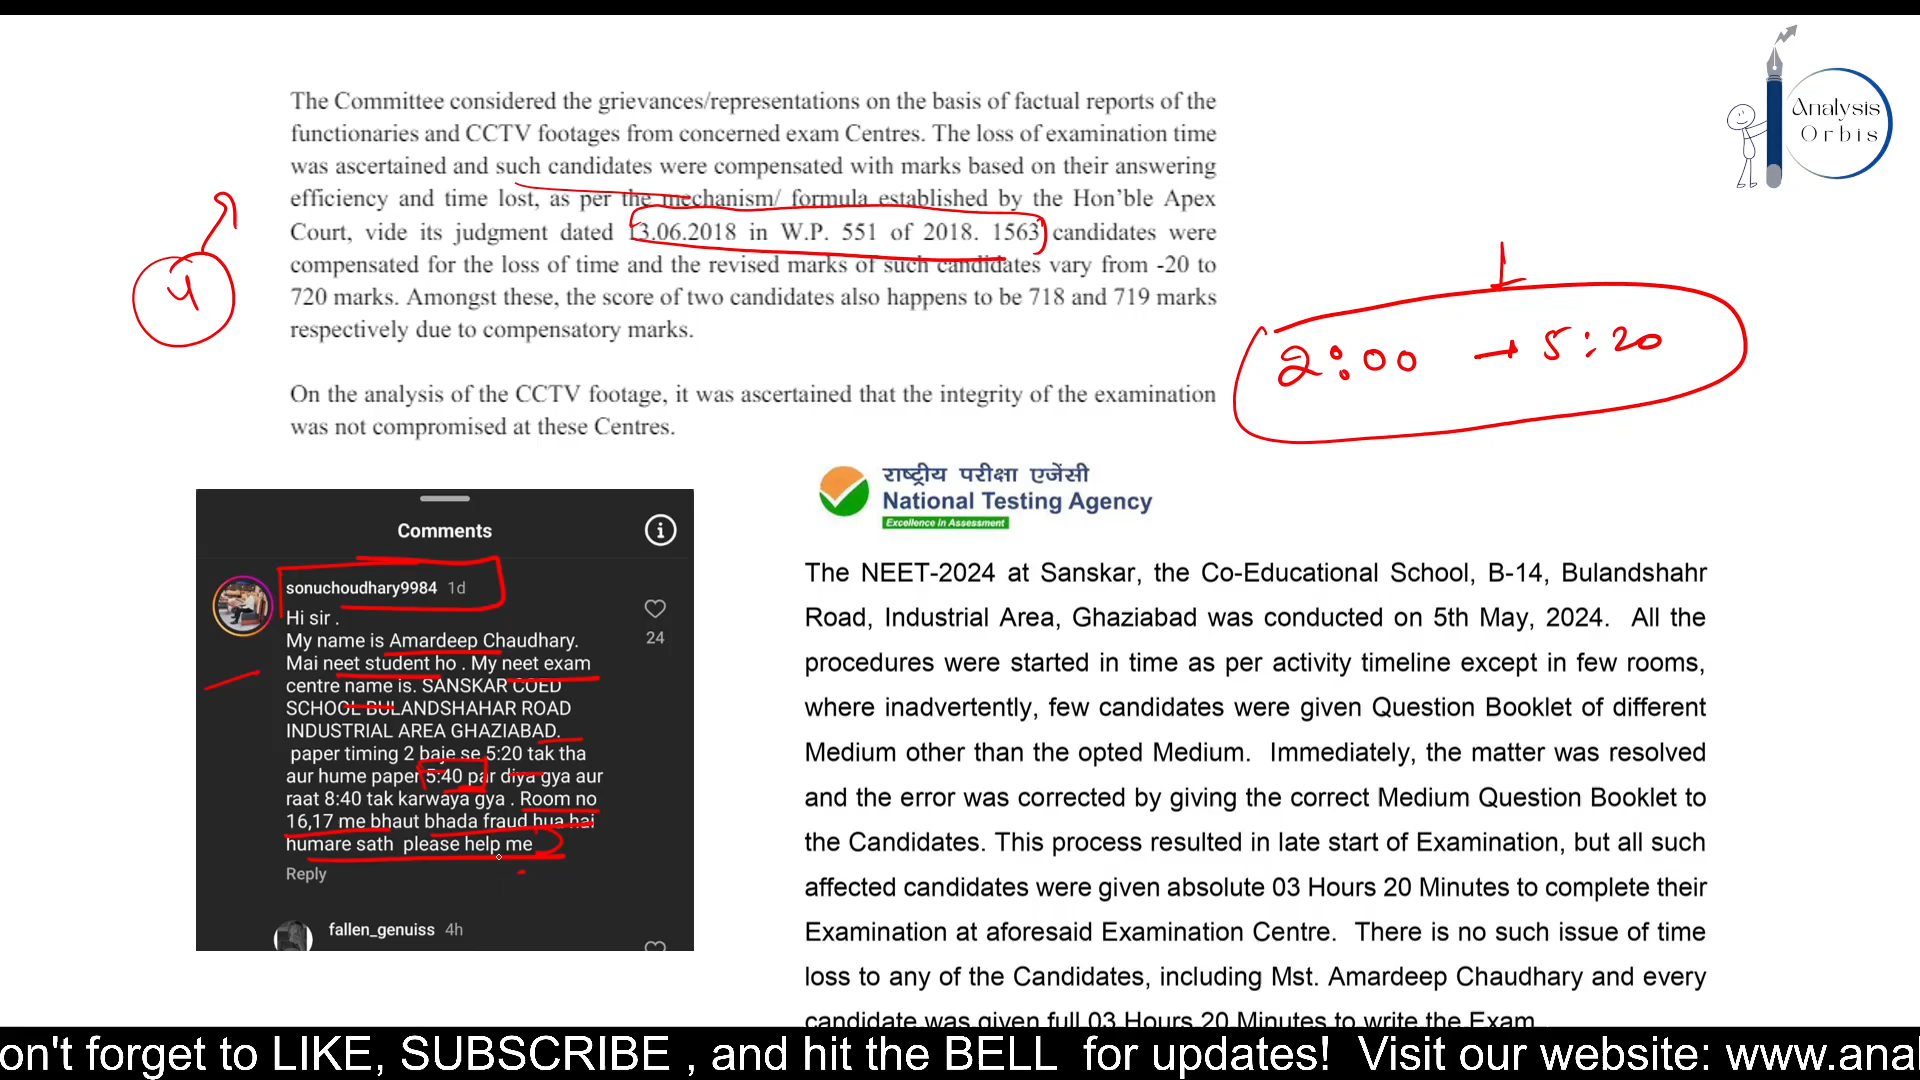 Analysis
Orbis
The Committee considered the grievances/representations on the basis of factual reports of the
functionaries and CCTV footages from concerned exam Centres. The loss of examination time
was ascertained and such candidates were compensated with marks based on their answering
efficiency and time lost, as per the mechanism/ formula established by the Hon'ble Apex
Court, vide its judgment dated 13.06.2018 in W.P. 551 of 2018. 1563 candidates were
compensated for the loss of time and the revised marks of such candidates vary from -20 to
720 marks. Amongst these, the score of two candidates also happens to be 718 and 719 marks
respectively due to compensatory marks.
On the analysis of the CCTV footage, it was ascertained that the integrity of the examination
was not compromised at these Centres.
4
2:00 → 5:20
Comments
sonuchoudhary9984 1d
Hi sir .
My name is Amardeep Chaudhary.
Mai neet student ho . My neet exam
centre name is. SANSKAR COED
SCHOOL BULANDSHAHAR ROAD
INDUSTRIAL AREA GHAZIABAD.
paper timing 2 baje se 5:20 tak tha
aur hume paper 5:40 par diya gya aur
raat 8:40 tak karwaya gya . Room no
16,17 me bhaut bhada fraud hua hai
humare sath please help me
24
Reply
fallen_genuiss 4h
राष्ट्रीय परीक्षा एजेंसी
National Testing Agency
Excellence in Assessment
The NEET-2024 at Sanskar, the Co-Educational School, B-14, Bulandshahr
Road, Industrial Area, Ghaziabad was conducted on 5th May, 2024. All the
procedures were started in time as per activity timeline except in few rooms,
where inadvertently, few candidates were given Question Booklet of different
Medium other than the opted Medium. Immediately, the matter was resolved
and the error was corrected by giving the correct Medium Question Booklet to
the Candidates. This process resulted in late start of Examination, but all such
affected candidates were given absolute 03 Hours 20 Minutes to complete their
Examination at aforesaid Examination Centre. There is no such issue of time
loss to any of the Candidates, including Mst. Amardeep Chaudhary and every
candidate was given full 03 Hours 20 Minutes to write the Exam
on't forget to LIKE, SUBSCRIBE , and hit the BELL for updates! Visit our website: www.anal